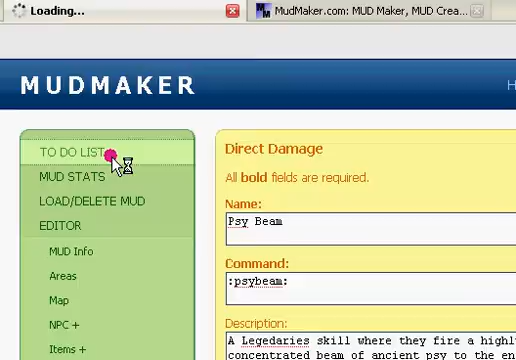 Loading...
MudMaker.com: MUD Maker, MUD Crea...
MUDMAKER
H
TO DO LIST
MUD STATS
LOAD/DELETE MUD
EDITOR
MUD Info
Areas
Map
NPC +
Items +
Direct Damage
All bold fields are required.
Name:
Psy Beam
Command:
:psybeam:
Description:
A Legedaries skill where they fire a highl
concentrated beam of ancient psy to the en